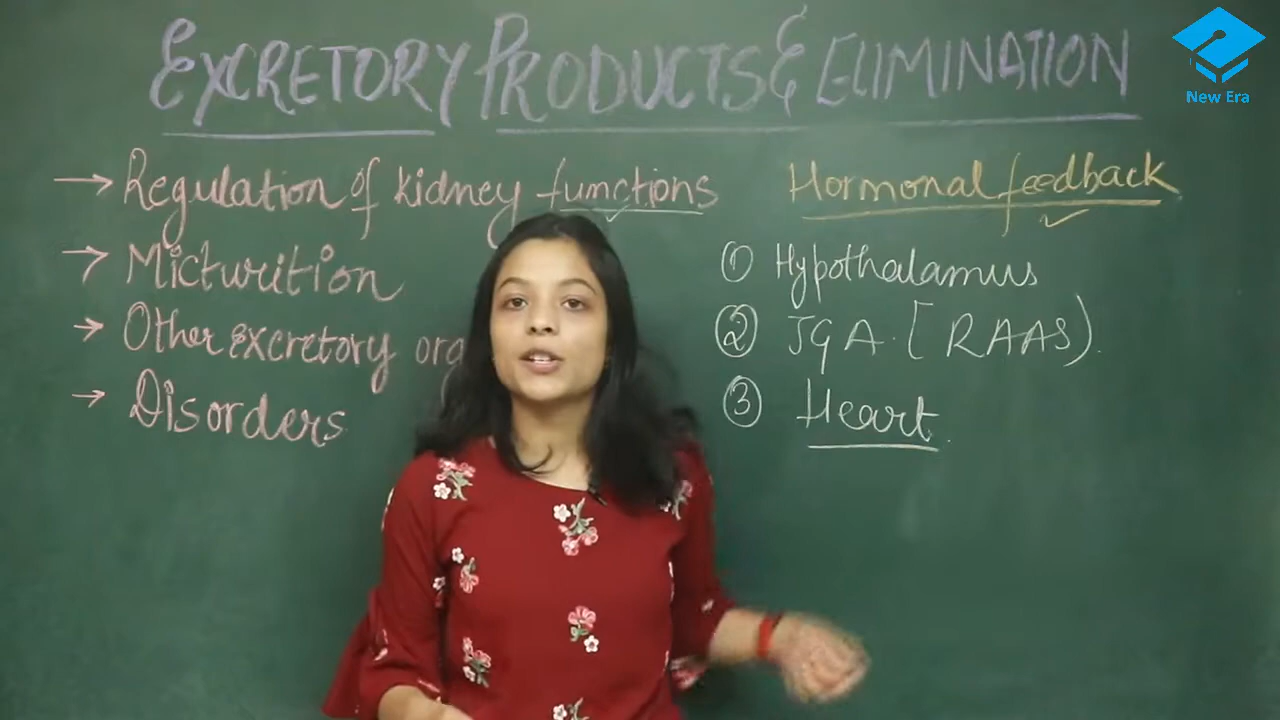 EXCRETORY PRODUCTS & ELIMINATION
New Era
→ Regulation of kidney functions
→ Micturition
→ Other excretory
→ Disorders
Hormonal feedback
① Hypothalamus
② JGA. [RAAS).
③ Heart.